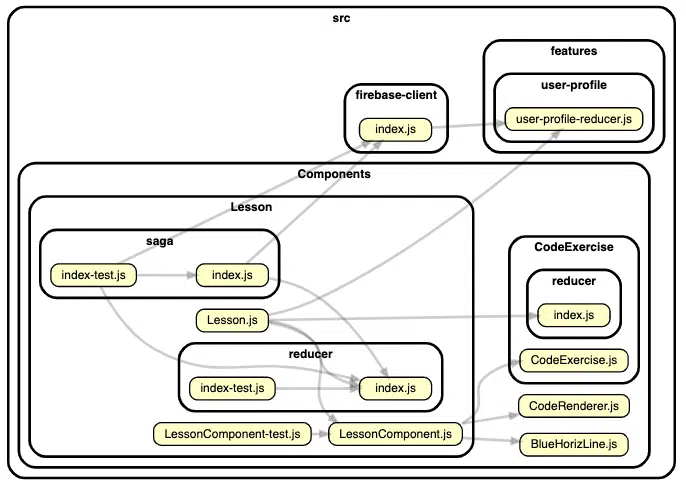 src
features
user-profile
firebase-client
user-profile-reducer.js
index.js
Components
Lesson
saga
CodeExercise
index-test.js
index.js
reducer
Lesson.js
index.js
reducer
CodeExercise.js
index-test.js
index.js
CodeRenderer.js
LessonComponent-test.js
LessonComponent.js
BlueHorizLine.js